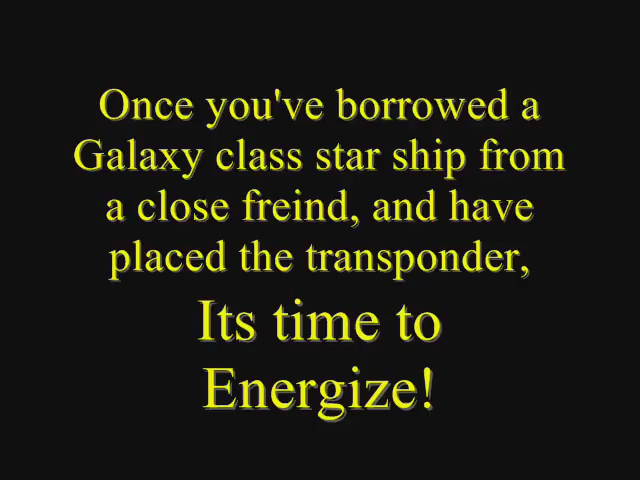 Once you've borrowed a
Galaxy class star ship from
a close freind, and have
placed the transponder,
Its time to
Energize!